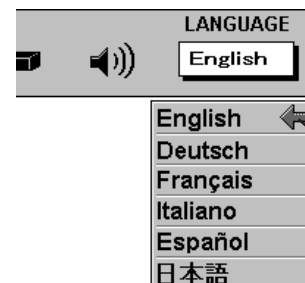 LANGUAGE
English
English
Deutsch
Français
Italiano
Español
日本語